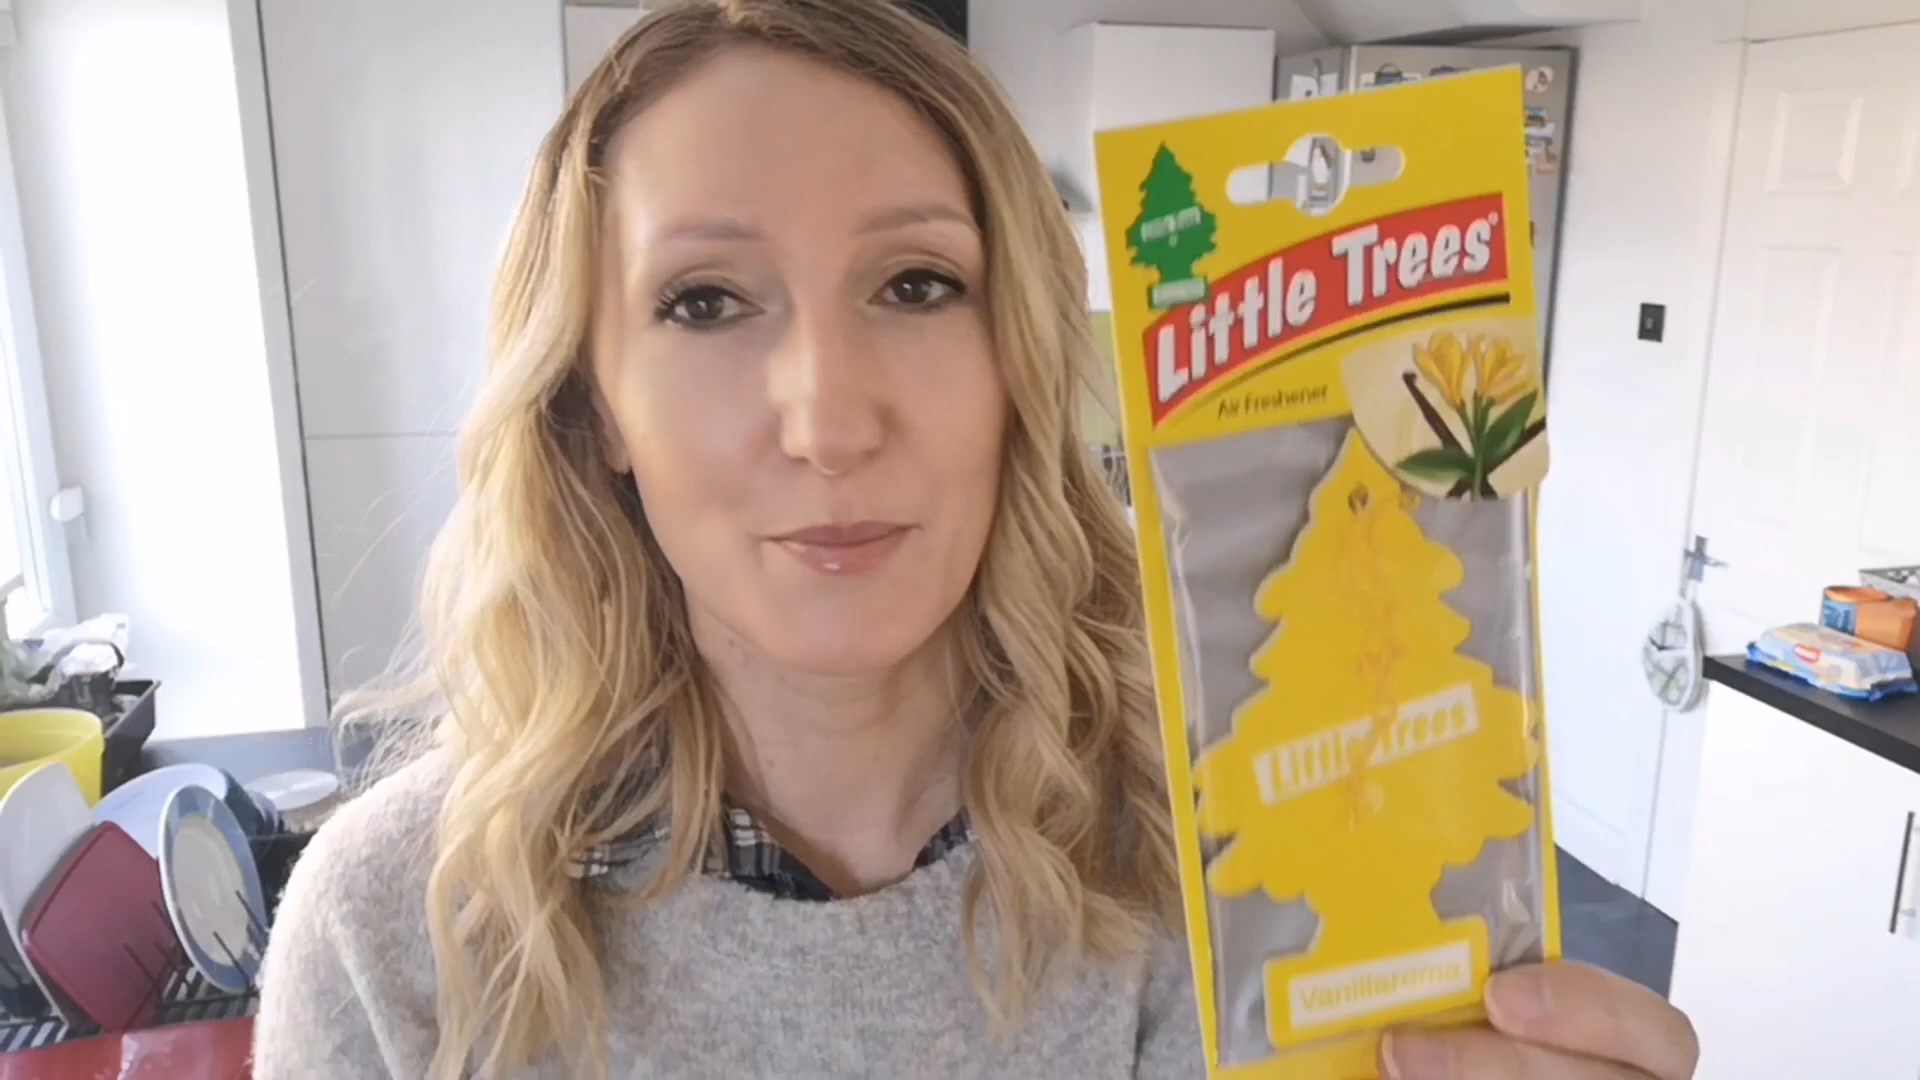 Little Trees®
Air Freshener
Little Trees
Vanillaroma